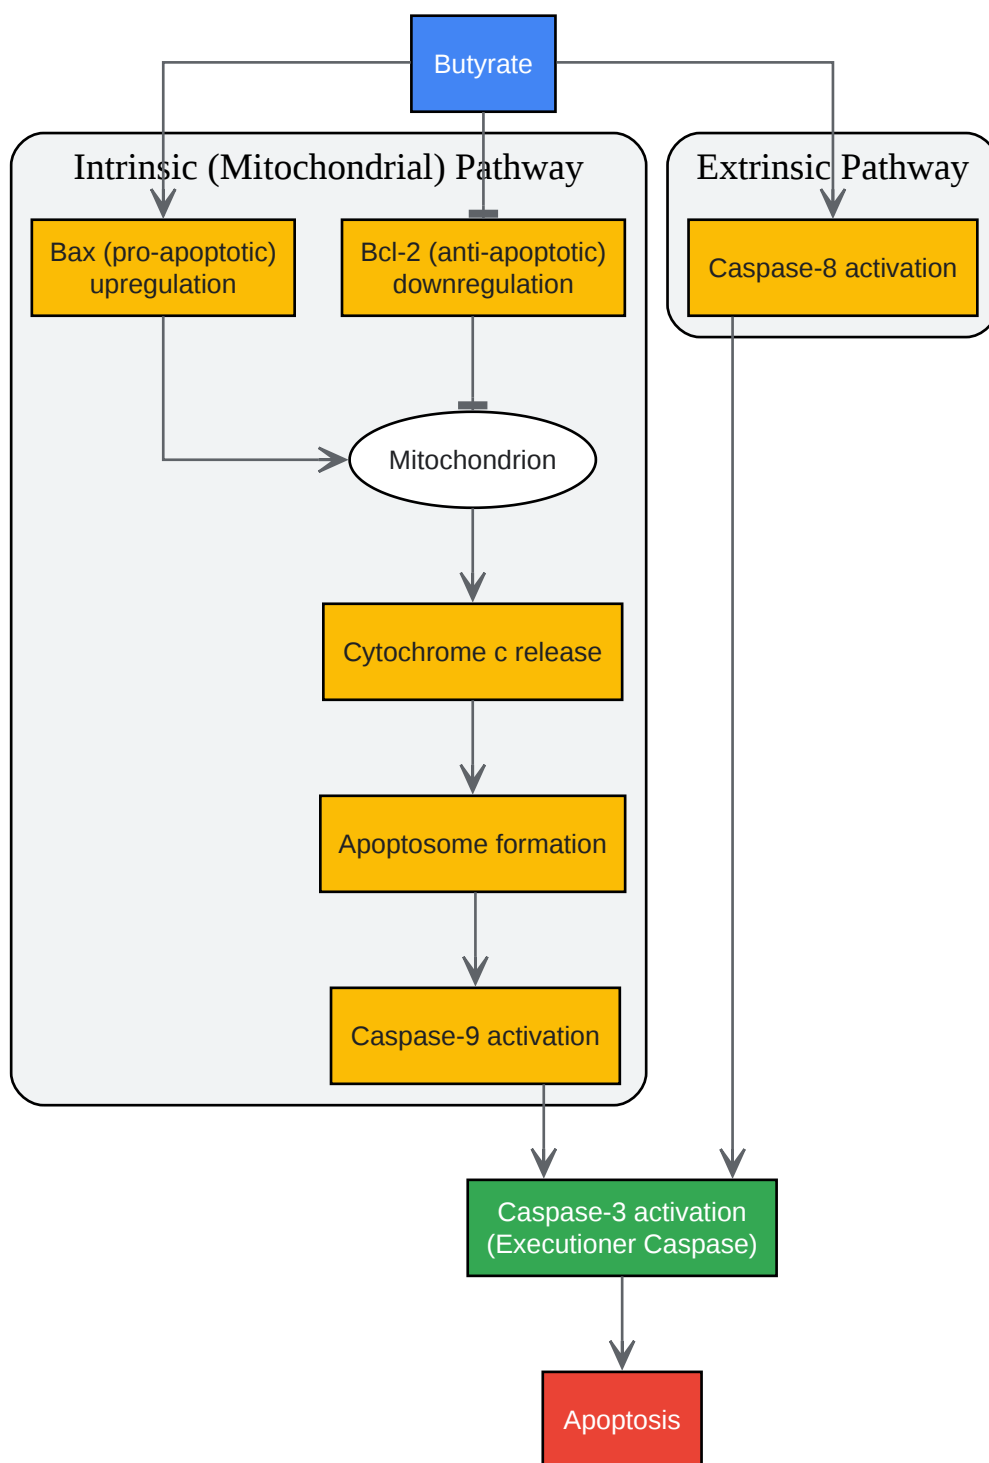 Butyrate
Intrinsic (Mitochondrial) Pathway
Extrinsic Pathway
Bax (pro-apoptotic)
upregulation
Bcl-2 (anti-apoptotic)
downregulation
Caspase-8 activation
Mitochondrion
Cytochrome c release
Apoptosome formation
Caspase-9 activation
Caspase-3 activation
(Executioner Caspase)
Apoptosis